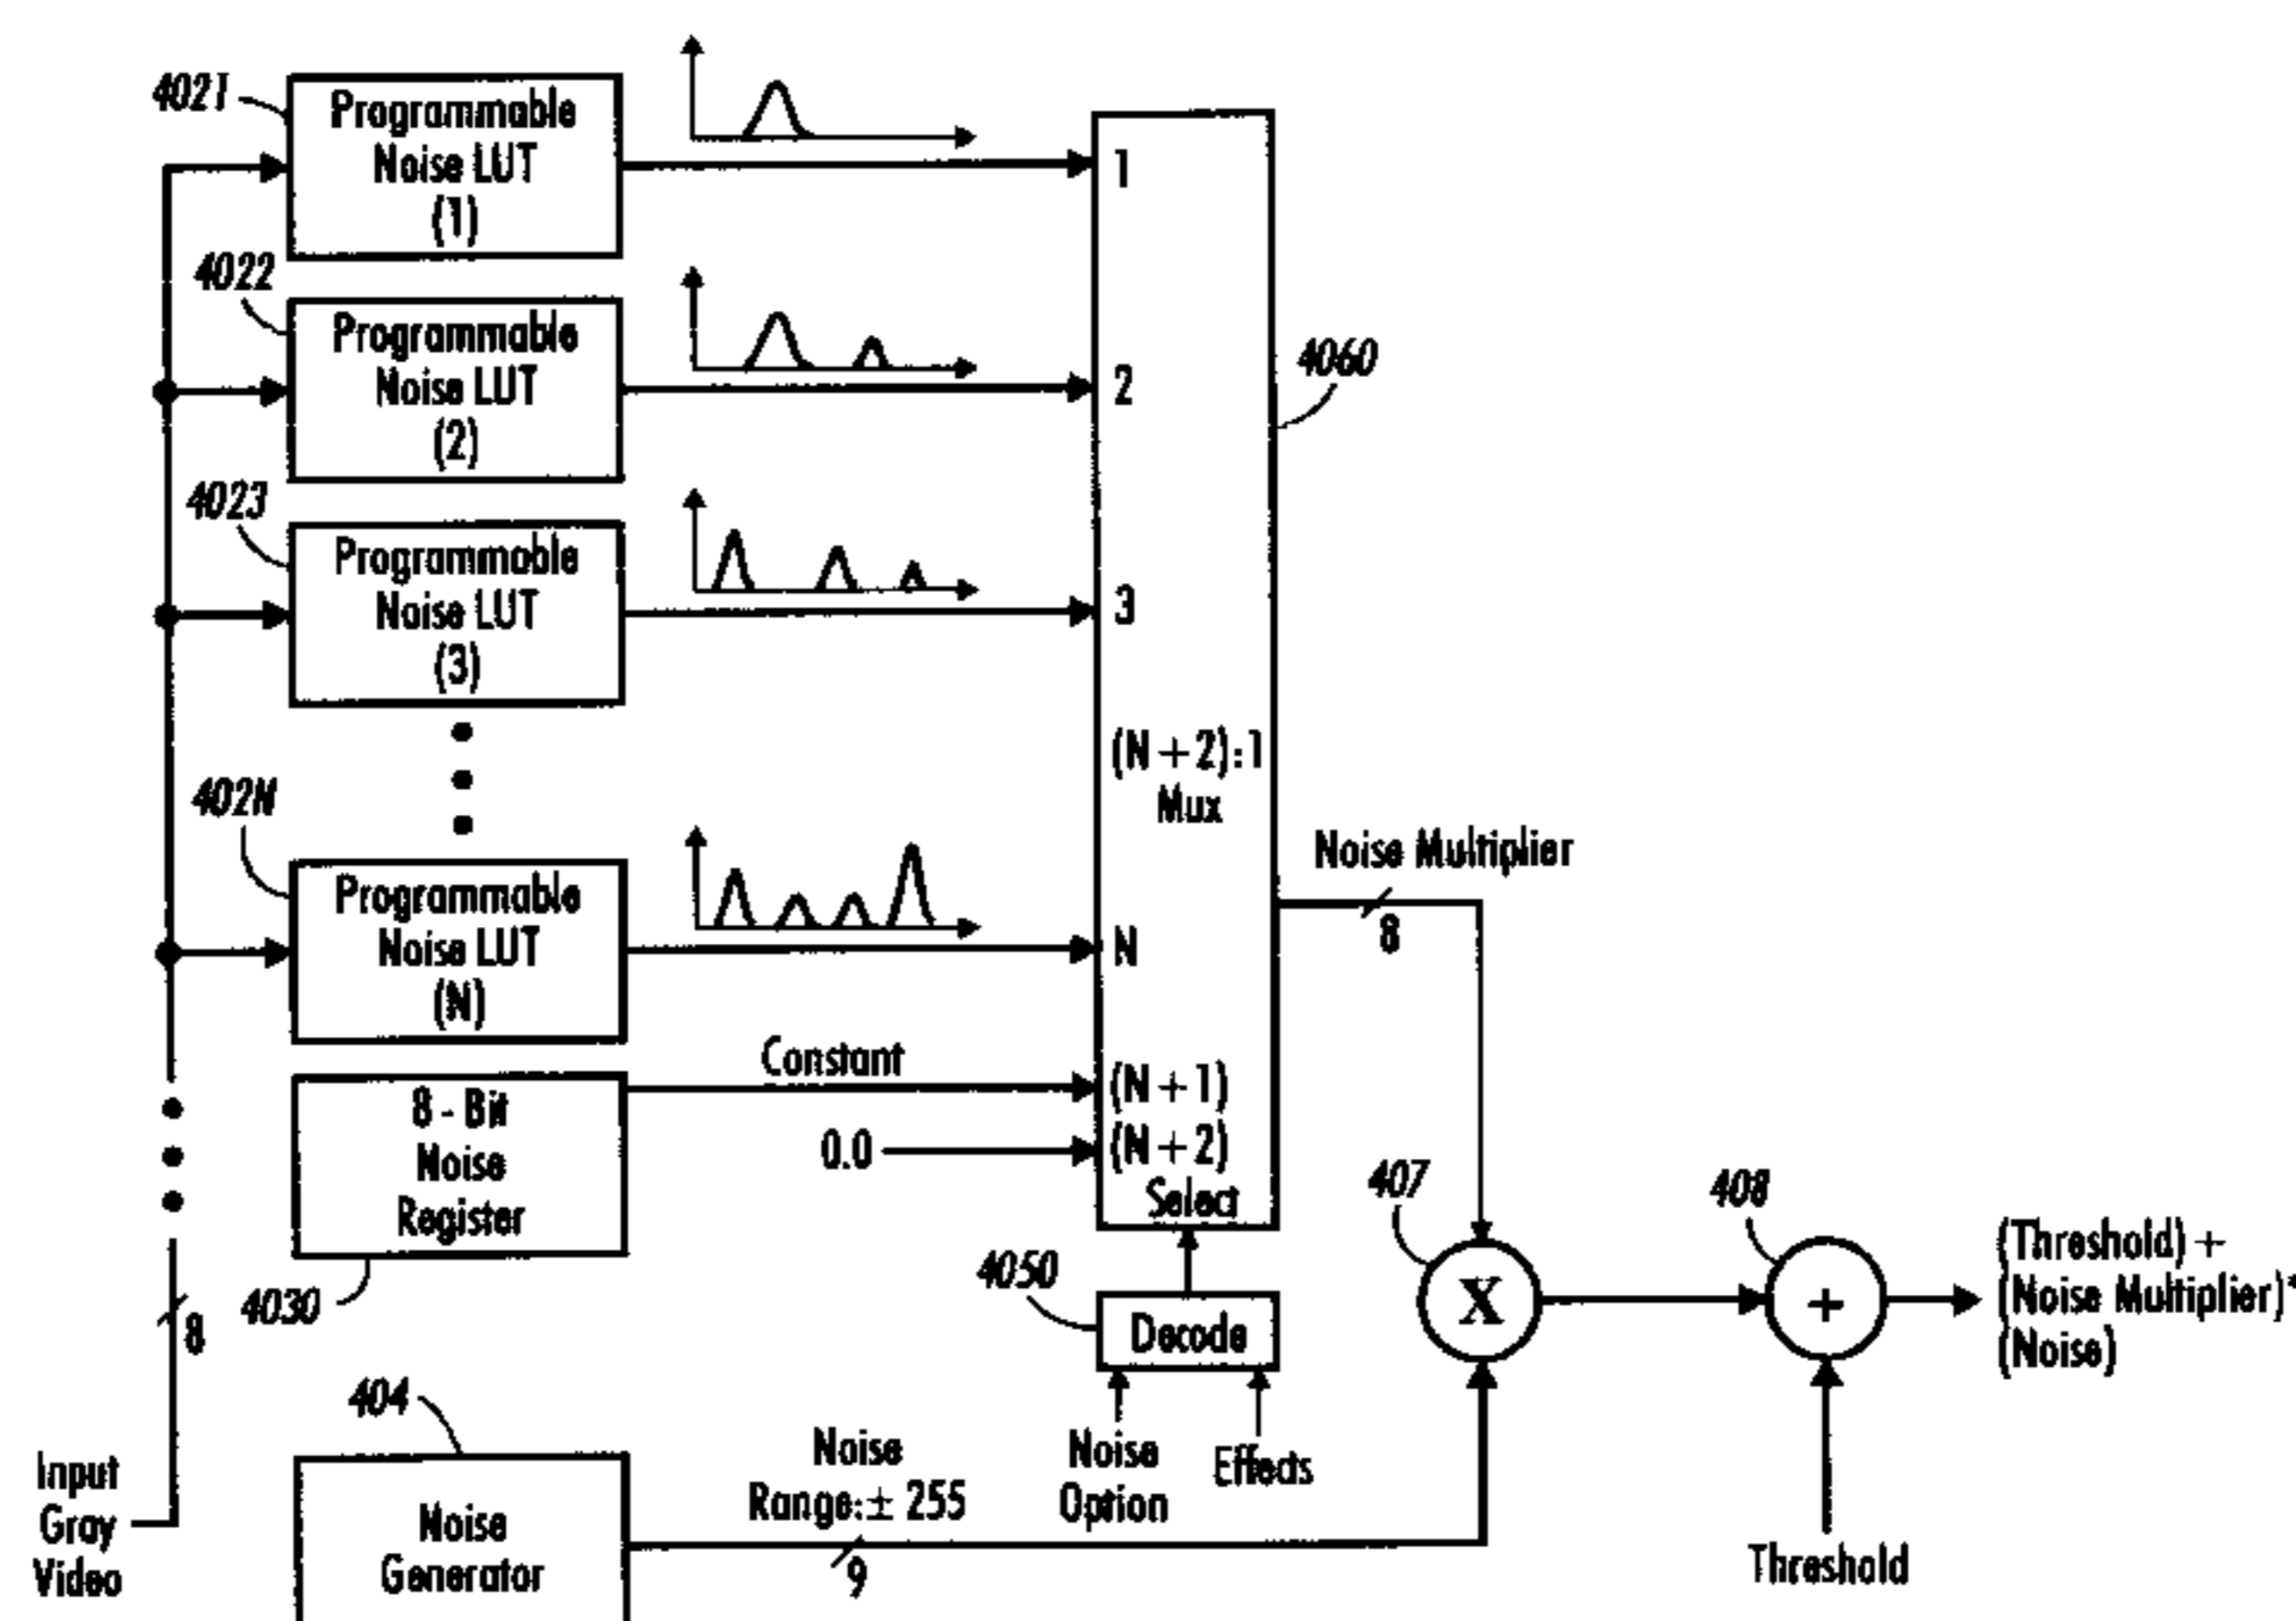 4021
Programmable
Noise LUT
(1)
1
4022
Programmable
Noise LUT
(2)
2
4060
4023
Programmable
Noise LUT
(3)
3
(N + 2):1
Mux
402N
Programmable
Noise LUT
(N)
N
Noise Multiplier
8
Constant
(N + 1)
0.0
(N + 2)
Select
8 - Bit
Noise
Register
4030
8
4050
Decode
Noise
Option
Effects
407
X
408
+
(Threshold) +
(Noise Multiplier)*
(Noise)
Threshold
404
Noise
Generator
Noise
Range:± 255
9
Input
Gray
Video